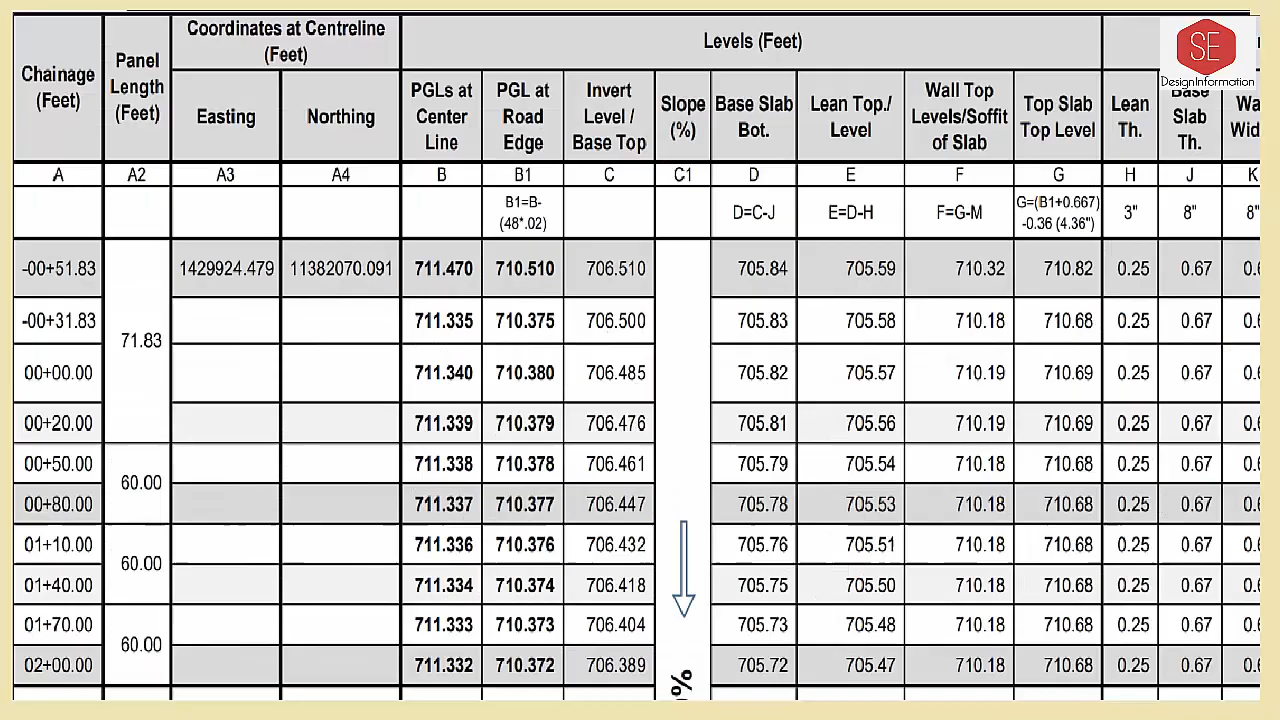 Coordinates at Centreline (Feet)
Levels (Feet)
SE
DesignInformation
Chainage (Feet)
Panel Length (Feet)
Easting
Northing
PGLs at Center Line
PGL at Road Edge
Invert Level / Base Top
Slope (%)
Base Slab Bot.
Lean Top./ Level
Wall Top Levels/Soffit of Slab
Top Slab Top Level
Lean Th.
Base Slab Th.
A A2 A3 A4 B B1 C C1 D E F G H J K
B1=B-(48*.02) D=C-J E=D-H F=G-M G=(B1+0.667)-0.36 (4.36") 3" 8" 8"
-00+51.83 1429924.479 11382070.091 711.470 710.510 706.510 705.84 705.59 710.32 710.82 0.25 0.67
-00+31.83 711.335 710.375 706.500 705.83 705.58 710.18 710.68 0.25 0.67
71.83
00+00.00 711.340 710.380 706.485 705.82 705.57 710.19 710.69 0.25 0.67
00+20.00 711.339 710.379 706.476 705.81 705.56 710.19 710.69 0.25 0.67
00+50.00 711.338 710.378 706.461 705.79 705.54 710.18 710.68 0.25 0.67
60.00
00+80.00 711.337 710.377 706.447 705.78 705.53 710.18 710.68 0.25 0.67
01+10.00 711.336 710.376 706.432 705.76 705.51 710.18 710.68 0.25 0.67
60.00
01+40.00 711.334 710.374 706.418 705.75 705.50 710.18 710.68 0.25 0.67
01+70.00 711.333 710.373 706.404 705.73 705.48 710.18 710.68 0.25 0.67
60.00
02+00.00 711.332 710.372 706.389 705.72 705.47 710.18 710.68 0.25 0.67
%